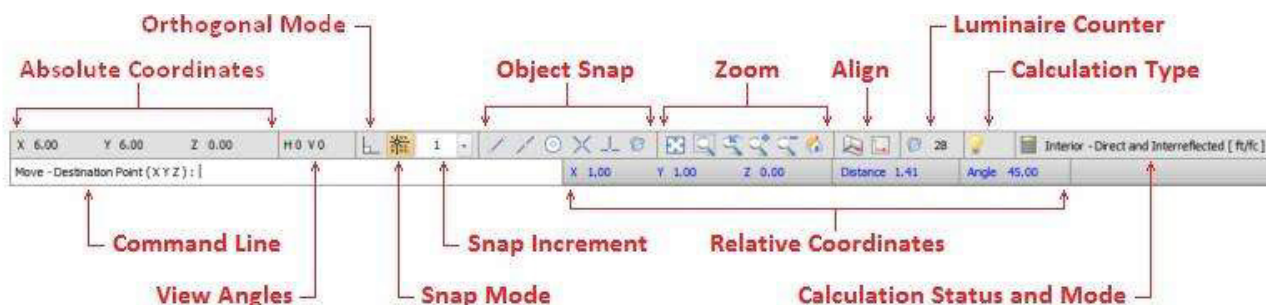 Orthogonal Mode Luminaire Counter
Absolute Coordinates Object Snap Zoom Align Calculation Type
X 6.00 Y 6.00 Z 0.00 H 0 V 0 1 28 Interior - Direct and Interreflected [ ft/fc ]
Move - Destination Point ( X Y Z ) : X 1.00 Y 1.00 Z 0.00 Distance 1.41 Angle 45.00
Command Line Snap Increment Relative Coordinates
View Angles Snap Mode Calculation Status and Mode